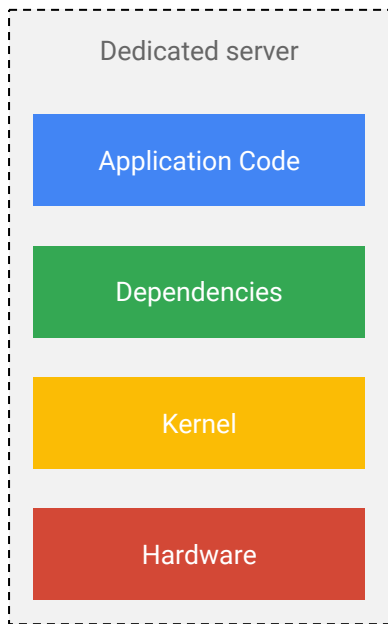 Dedicated server
Application Code
Dependencies
Kernel
Hardware